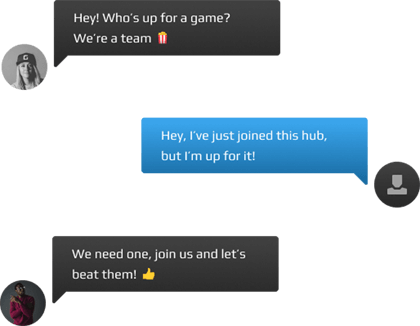 Hey! Who's up for a game?
We're a team 🍿
Hey, I've just joined this hub,
but I'm up for it!
We need one, join us and let's
beat them! 👍